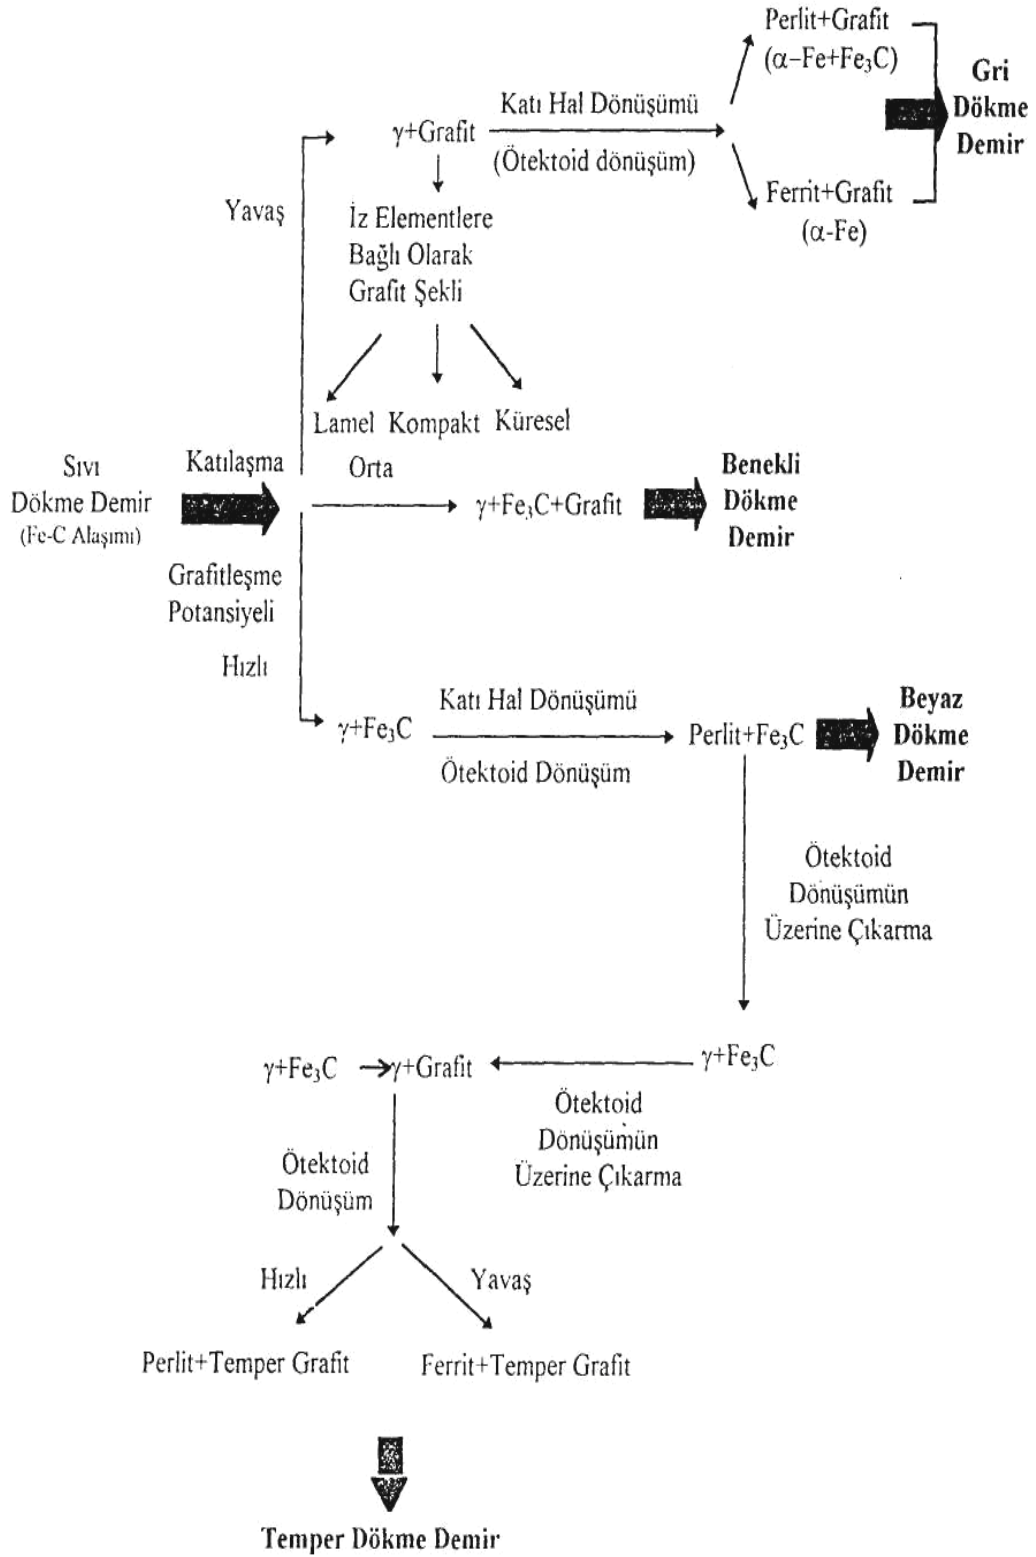 Perlit+Grafit
(α–Fe+Fe₃C)
Gri
Dökme
Demir
Katı Hal Dönüşümü
γ+Grafit
(Ötektoid dönüşüm)
Ferrit+Grafit
(α-Fe)
Yavaş
İz Elementlere
Bağlı Olarak
Grafit Şekli
Lamel Kompakt Küresel
Sıvı
Dökme Demir
(Fe-C Alaşımı)
Katılaşma
Orta
γ+Fe₃C+Grafit
Benekli
Dökme
Demir
Grafitleşme
Potansiyeli
Hızlı
γ+Fe₃C
Katı Hal Dönüşümü
Ötektoid Dönüşüm
Perlit+Fe₃C
Beyaz
Dökme
Demir
Ötektoid
Dönüşümün
Üzerine Çıkarma
γ+Fe₃C
γ+Fe₃C
γ+Grafit
Ötektoid
Dönüşümün
Üzerine Çıkarma
Ötektoid
Dönüşüm
Hızlı
Yavaş
Perlit+Temper Grafit
Ferrit+Temper Grafit
Temper Dökme Demir